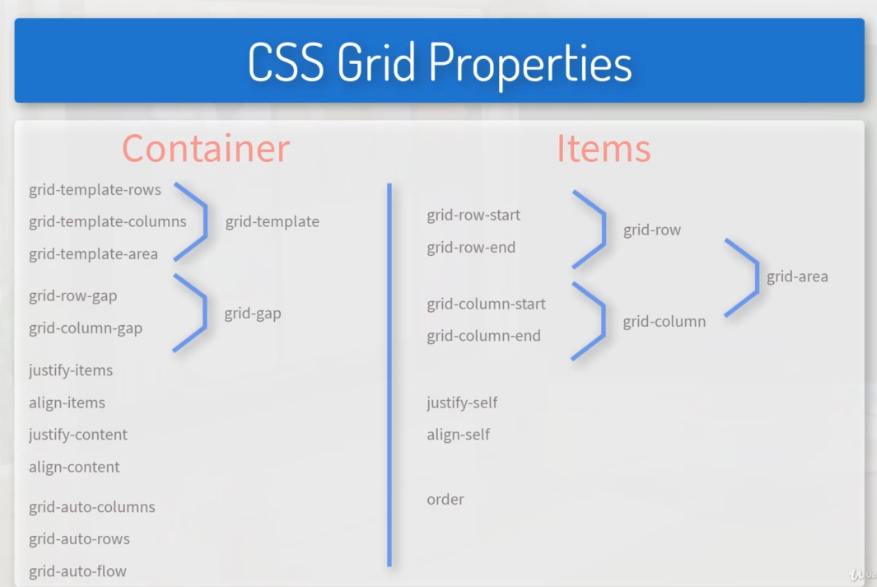 CSS Grid Properties
Container
grid-template-rows
grid-template-columns
grid-template-area
grid-template
grid-row-gap
grid-column-gap
grid-gap
justify-items
align-items
justify-content
align-content
grid-auto-columns
grid-auto-rows
grid-auto-flow
Items
grid-row-start
grid-row-end
grid-row
grid-column-start
grid-column-end
grid-column
grid-area
justify-self
align-self
order